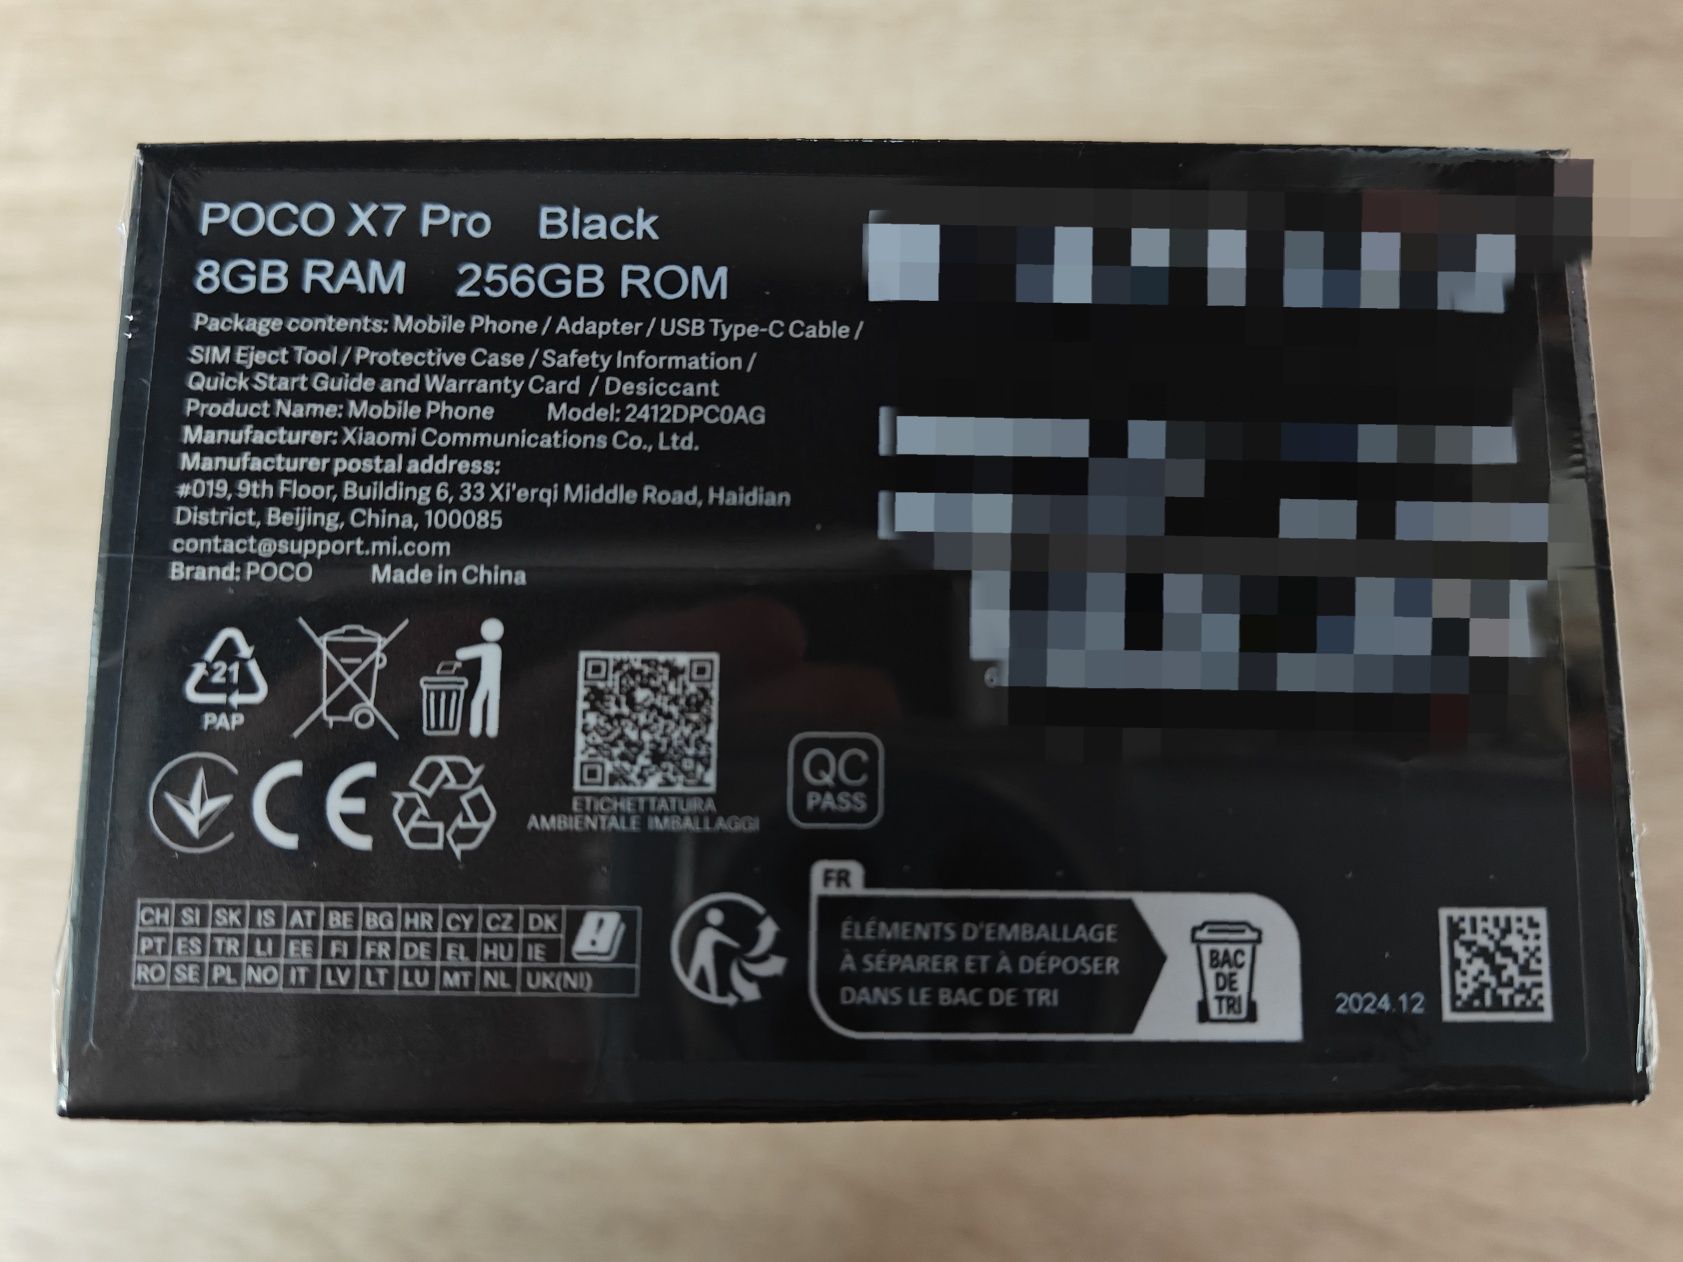 POCO X7 Pro Black
8GB RAM 256GB ROM
Package contents: Mobile Phone / Adapter / USB Type-C Cable /
SIM Eject Tool / Protective Case / Safety Information /
Quick Start Guide and Warranty Card / Desiccant
Product Name: Mobile Phone Model: 2412DPC0AG
Manufacturer: Xiaomi Communications Co., Ltd.
Manufacturer postal address:
#019, 9th Floor, Building 6, 33 Xi'erqi Middle Road, Haidian
District, Beijing, China, 100085
contact@support.mi.com
Brand: POCO Made in China
21
PAP
CE
ETICHETTATURA
AMBIENTALE IMBALLAGGI
QC
PASS
CH SI SK IS AT BE BG HR CY CZ DK
PT ES TR LI EE FI FR DE EL HU IE
RO SE PL NO IT LV LT LU MT NL UK(NI)
FR
ÉLÉMENTS D'EMBALLAGE
À SÉPARER ET À DÉPOSER
DANS LE BAC DE TRI
BAC
DE
TRI
2024.12